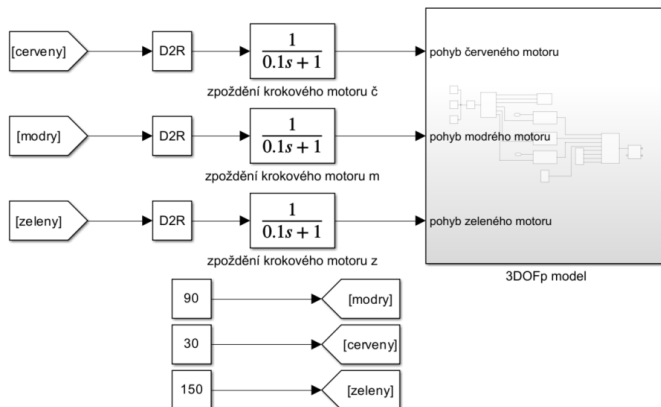 [cerveny]
D2R
1
0.1s + 1
pohyb červeného motoru
zpoždění krokového motoru č
[modry]
D2R
1
0.1s + 1
pohyb modrého motoru
zpoždění krokového motoru m
[zeleny]
D2R
1
0.1s + 1
pohyb zeleného motoru
zpoždění krokového motoru z
3DOFp model
90
[modry]
30
[cerveny]
150
[zeleny]